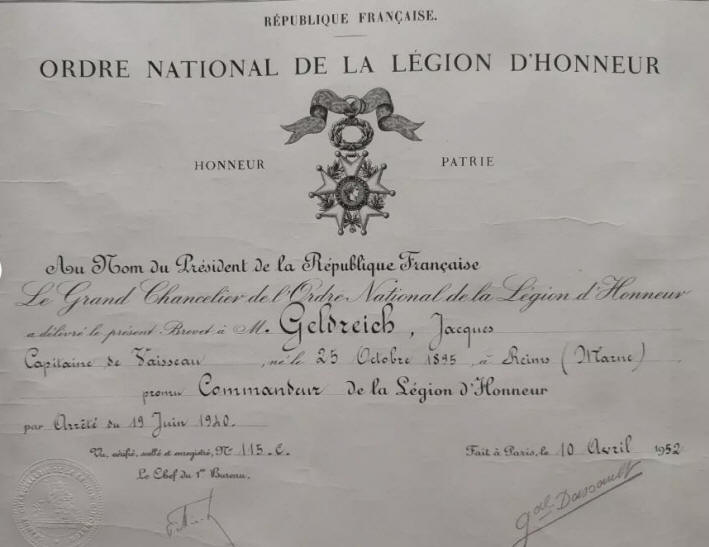 RÉPUBLIQUE FRANÇAISE.
ORDRE NATIONAL DE LA LÉGION D'HONNEUR
HONNEUR PATRIE
Au Nom du Président de la République Française
Le Grand Chancelier de l'Ordre National de la Légion d'Honneur
a délivré le présent Brevet à M. Geldreich, Jacques
Capitaine de Vaisseau, né le 25 Octobre 1895, à Reims (Marne)
promu Commandeur de la Légion d'Honneur
par Arrêté du 19 Juin 1940.
Vu, vérifié, scellé et enregistré, N° 115.C. Fait à Paris, le 10 Avril 1952
Le Chef du 1er Bureau.
Gal Dassault